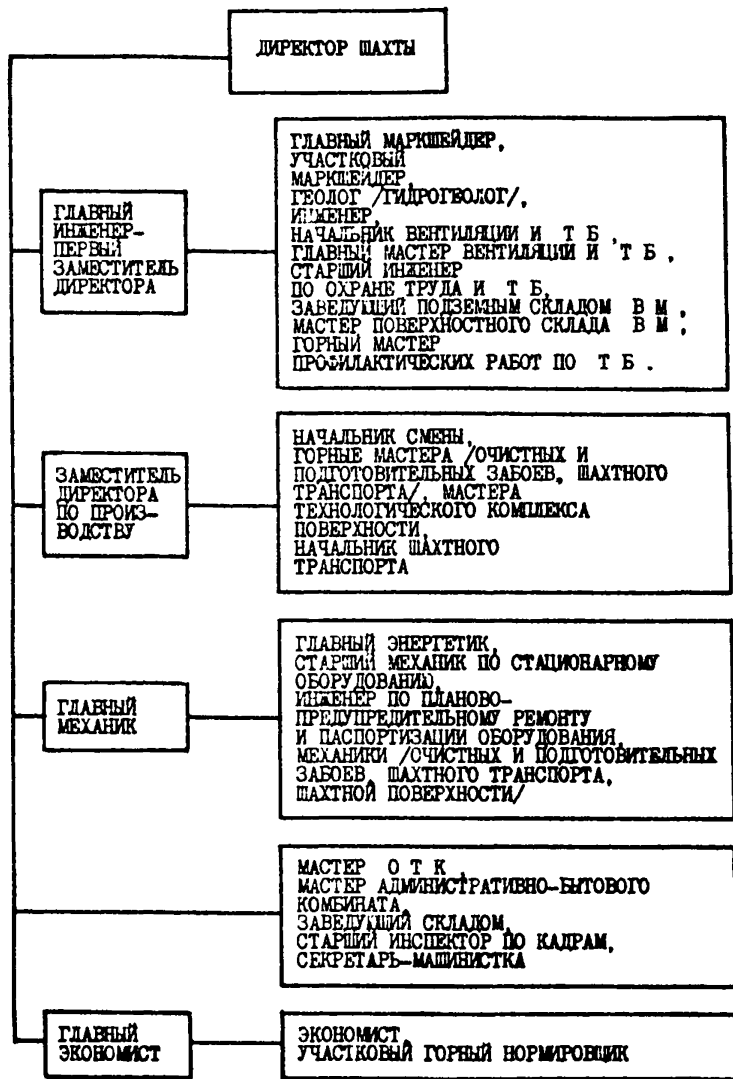 ДИРЕКТОР ШАХТЫ
ГЛАВНЫЙ
ИНЖЕНЕР-
ПЕРВЫЙ
ЗАМЕСТИТЕЛЬ
ДИРЕКТОРА
ГЛАВНЫЙ МАРКШЕЙДЕР,
УЧАСТКОВЫЙ
МАРКШЕЙДЕР,
ГЕОЛОГ /ГИДРОГЕОЛОГ/,
ИНЖЕНЕР,
НАЧАЛЬНИК ВЕНТИЛЯЦИИ И Т Б ,
ГЛАВНЫЙ МАСТЕР ВЕНТИЛЯЦИИ И Т Б ,
СТАРШИЙ ИНЖЕНЕР
ПО ОХРАНЕ ТРУДА И Т Б,
ЗАВЕДУЮЩИЙ ПОДЗЕМНЫМ СКЛАДОМ В М ,
МАСТЕР ПОВЕРХНОСТНОГО СКЛАДА В М ,
ГОРНЫЙ МАСТЕР
ПРОФИЛАКТИЧЕСКИХ РАБОТ ПО Т Б .
ЗАМЕСТИТЕЛЬ
ДИРЕКТОРА
ПО ПРОИЗ-
ВОДСТВУ
НАЧАЛЬНИК СМЕНЫ,
ГОРНЫЕ МАСТЕРА /ОЧИСТНЫХ И
ПОДГОТОВИТЕЛЬНЫХ ЗАБОЕВ, ШАХТНОГО
ТРАНСПОРТА/, МАСТЕРА
ТЕХНОЛОГИЧЕСКОГО КОМПЛЕКСА
ПОВЕРХНОСТИ,
НАЧАЛЬНИК ШАХТНОГО
ТРАНСПОРТА
ГЛАВНЫЙ
МЕХАНИК
ГЛАВНЫЙ ЭНЕРГЕТИК,
СТАРШИЙ МЕХАНИК ПО СТАЦИОНАРНОМУ
ОБОРУДОВАНИЮ,
ИНЖЕНЕР ПО ПЛАНОВО-
ПРЕДУПРЕДИТЕЛЬНОМУ РЕМОНТУ
И ПАСПОРТИЗАЦИИ ОБОРУДОВАНИЯ,
МЕХАНИКИ /ОЧИСТНЫХ И ПОДГОТОВИТЕЛЬНЫХ
ЗАБОЕВ, ШАХТНОГО ТРАНСПОРТА,
ШАХТНОЙ ПОВЕРХНОСТИ/
МАСТЕР О Т К,
МАСТЕР АДМИНИСТРАТИВНО-БЫТОВОГО
КОМБИНАТА,
ЗАВЕДУЮЩИЙ СКЛАДОМ,
СТАРШИЙ ИНСПЕКТОР ПО КАДРАМ,
СЕКРЕТАРЬ-МАШИНИСТКА
ГЛАВНЫЙ
ЭКОНОМИСТ
ЭКОНОМИСТ,
УЧАСТКОВЫЙ ГОРНЫЙ НОРМИРОВЩИК